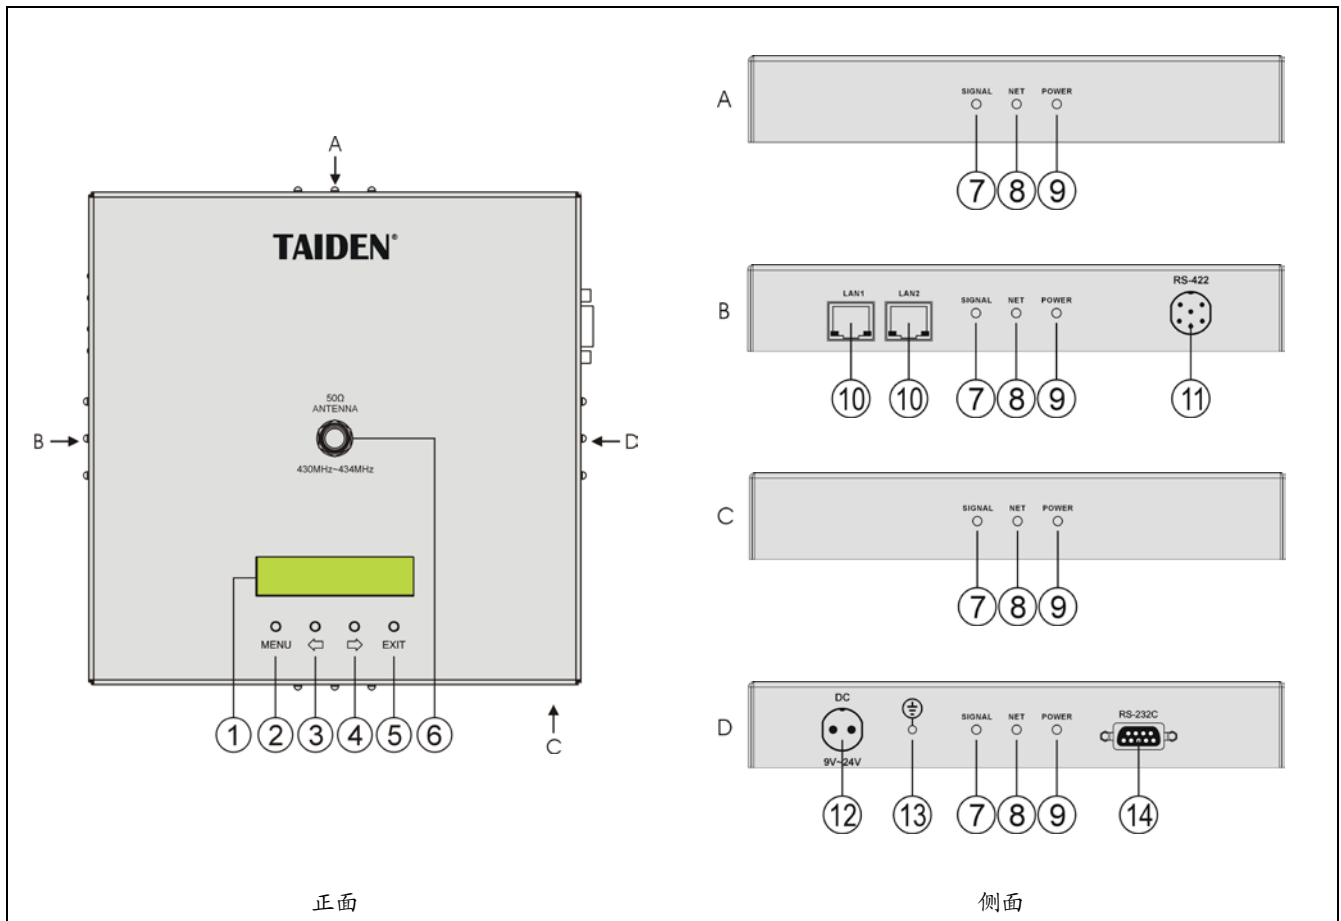 A
TAIDEN®
50Ω
ANTENNA
430MHz~434MHz
B
D
MENU
EXIT
① ② ③ ④ ⑤ ⑥
C
正面
A
SIGNAL NET POWER
⑦ ⑧ ⑨
B
LAN1 LAN2 SIGNAL NET POWER RS-422
⑩ ⑩ ⑦ ⑧ ⑨ ⑪
C
SIGNAL NET POWER
⑦ ⑧ ⑨
D
DC SIGNAL NET POWER RS-232C
9V~24V
⑫ ⑬ ⑦ ⑧ ⑨ ⑭
侧面